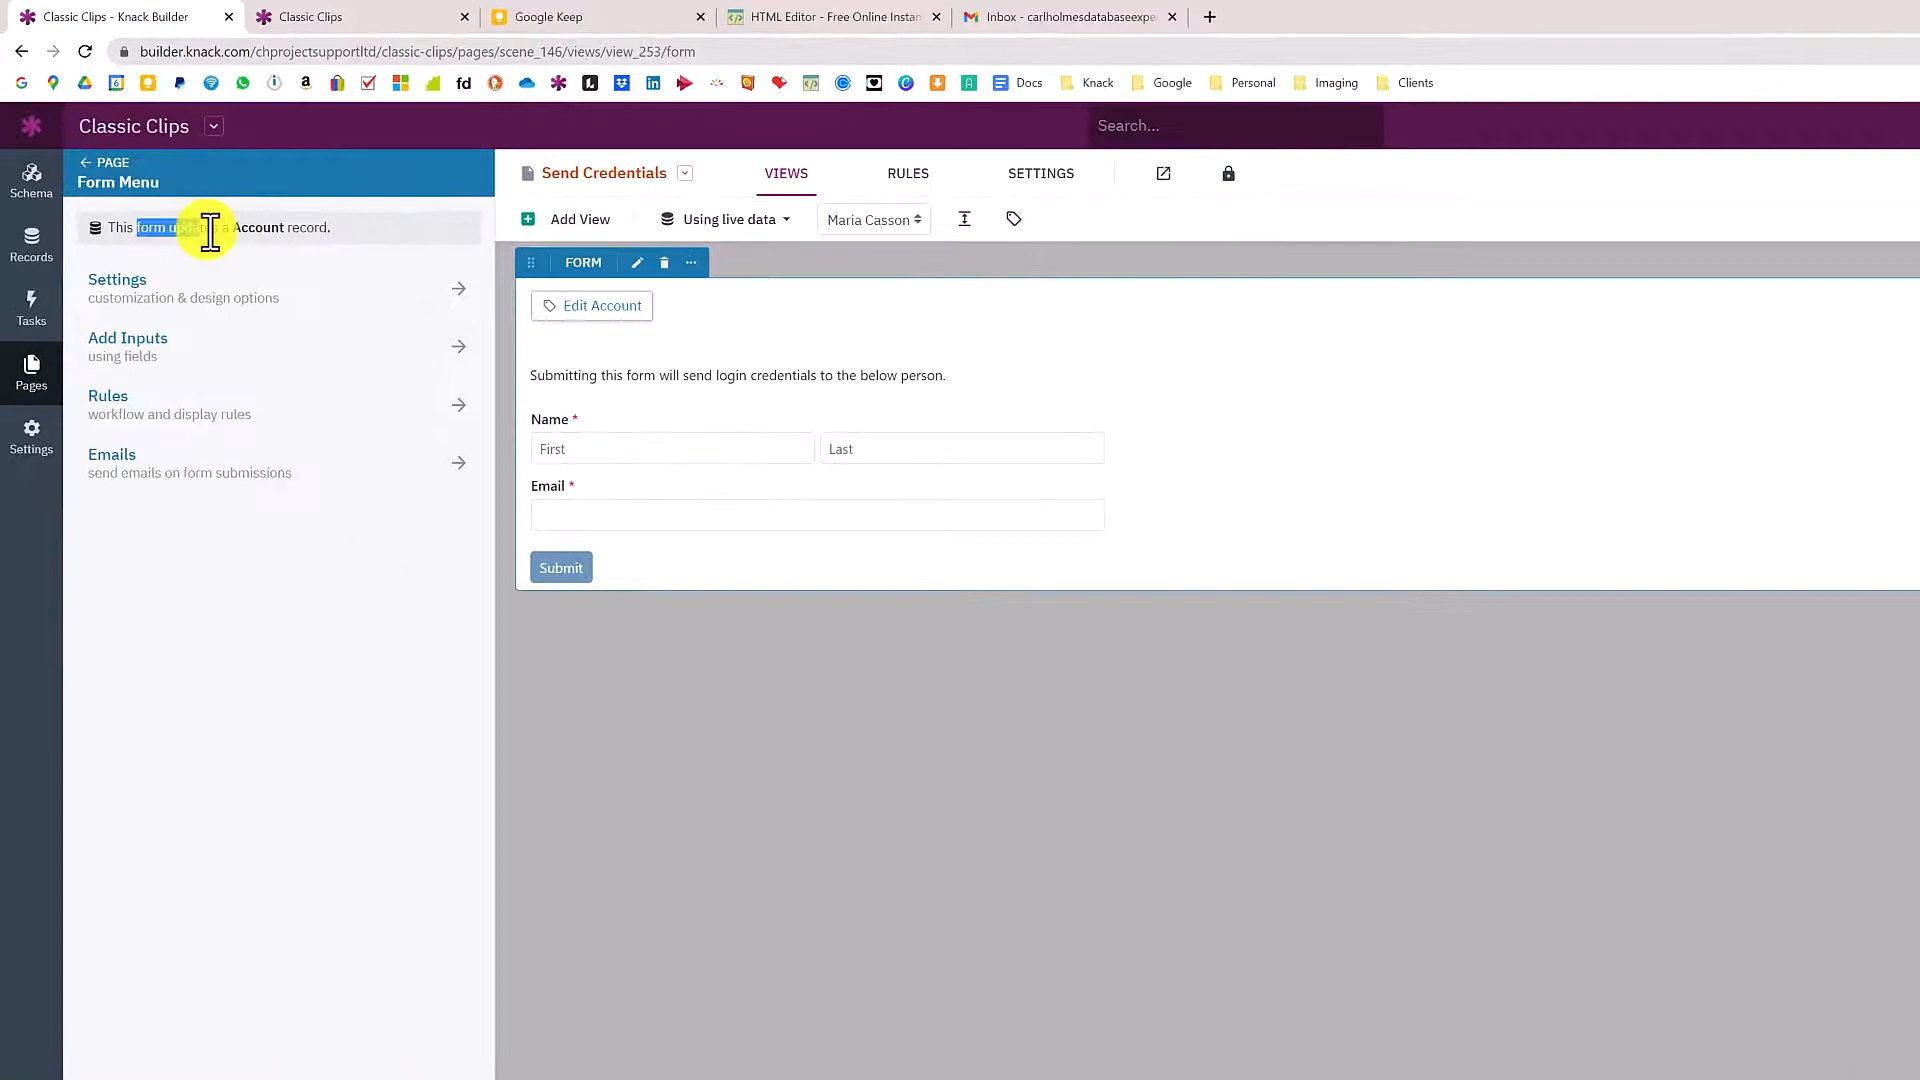 Classic Clips - Knack Builder
Classic Clips
Google Keep
HTML Editor - Free Online Instan
Inbox - carlholmesdatabaseexpe
builder.knack.com/chprojectsupportltd/classic-clips/pages/scene_146/views/view_253/form
Docs
Knack
Google
Personal
Imaging
Clients
Classic Clips
Search...
PAGE
Form Menu
Schema
Records
Tasks
Pages
Settings
This form updates a Account record.
Settings
customization & design options
Add Inputs
using fields
Rules
workflow and display rules
Emails
send emails on form submissions
Send Credentials
VIEWS
RULES
SETTINGS
Add View
Using live data
Maria Casson
FORM
Edit Account
Submitting this form will send login credentials to the below person.
Name *
First
Last
Email *
Submit